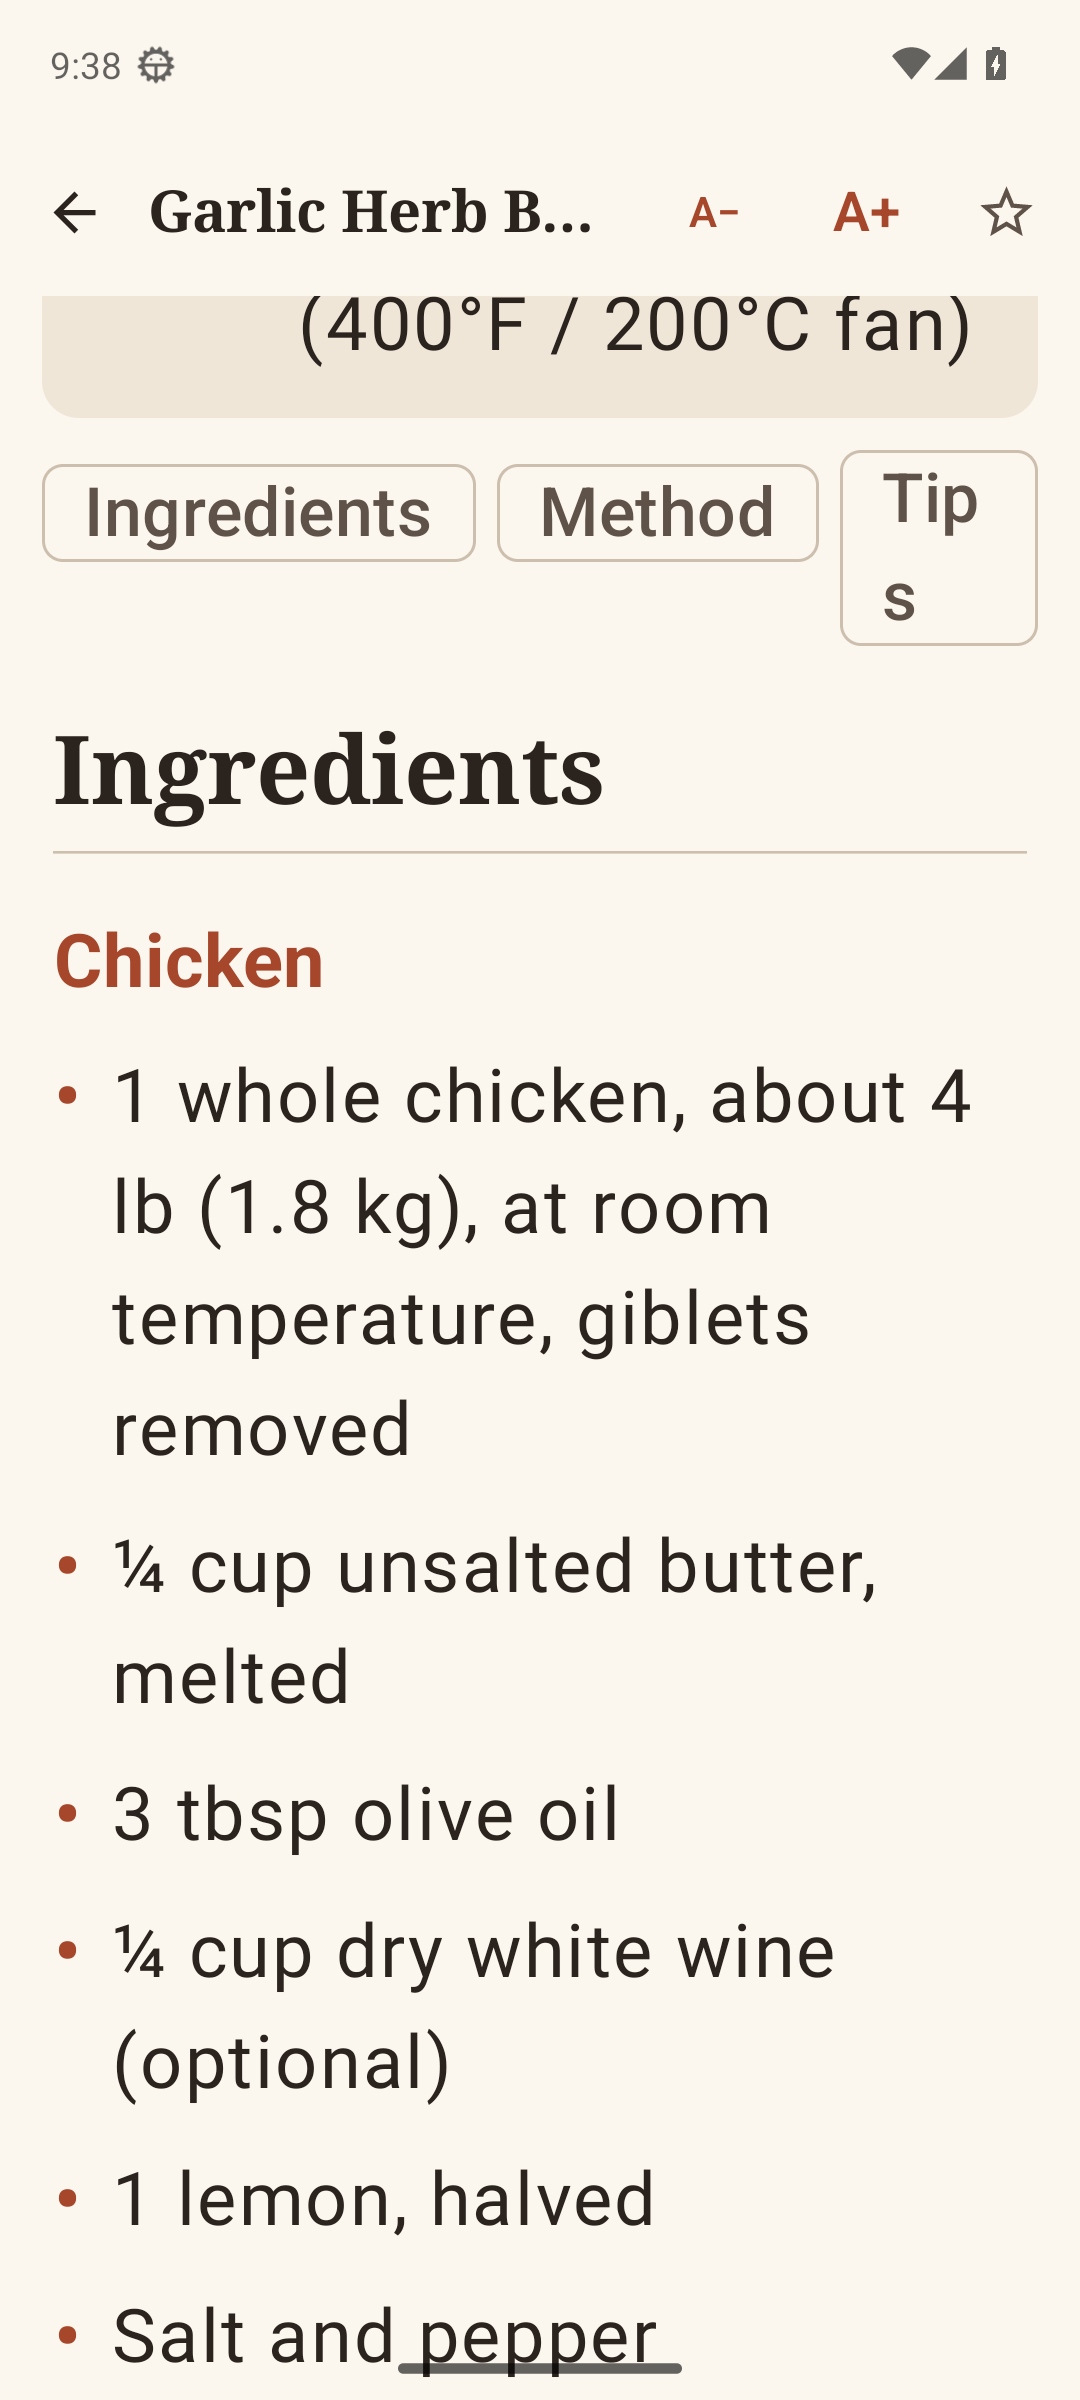 9:38
Garlic Herb B...
A−
A+
(400°F / 200°C fan)
Ingredients
Method
Tip
s
Ingredients
Chicken
• 1 whole chicken, about 4
lb (1.8 kg), at room
temperature, giblets
removed
• ¼ cup unsalted butter,
melted
• 3 tbsp olive oil
• ¼ cup dry white wine
(optional)
• 1 lemon, halved
• Salt and pepper